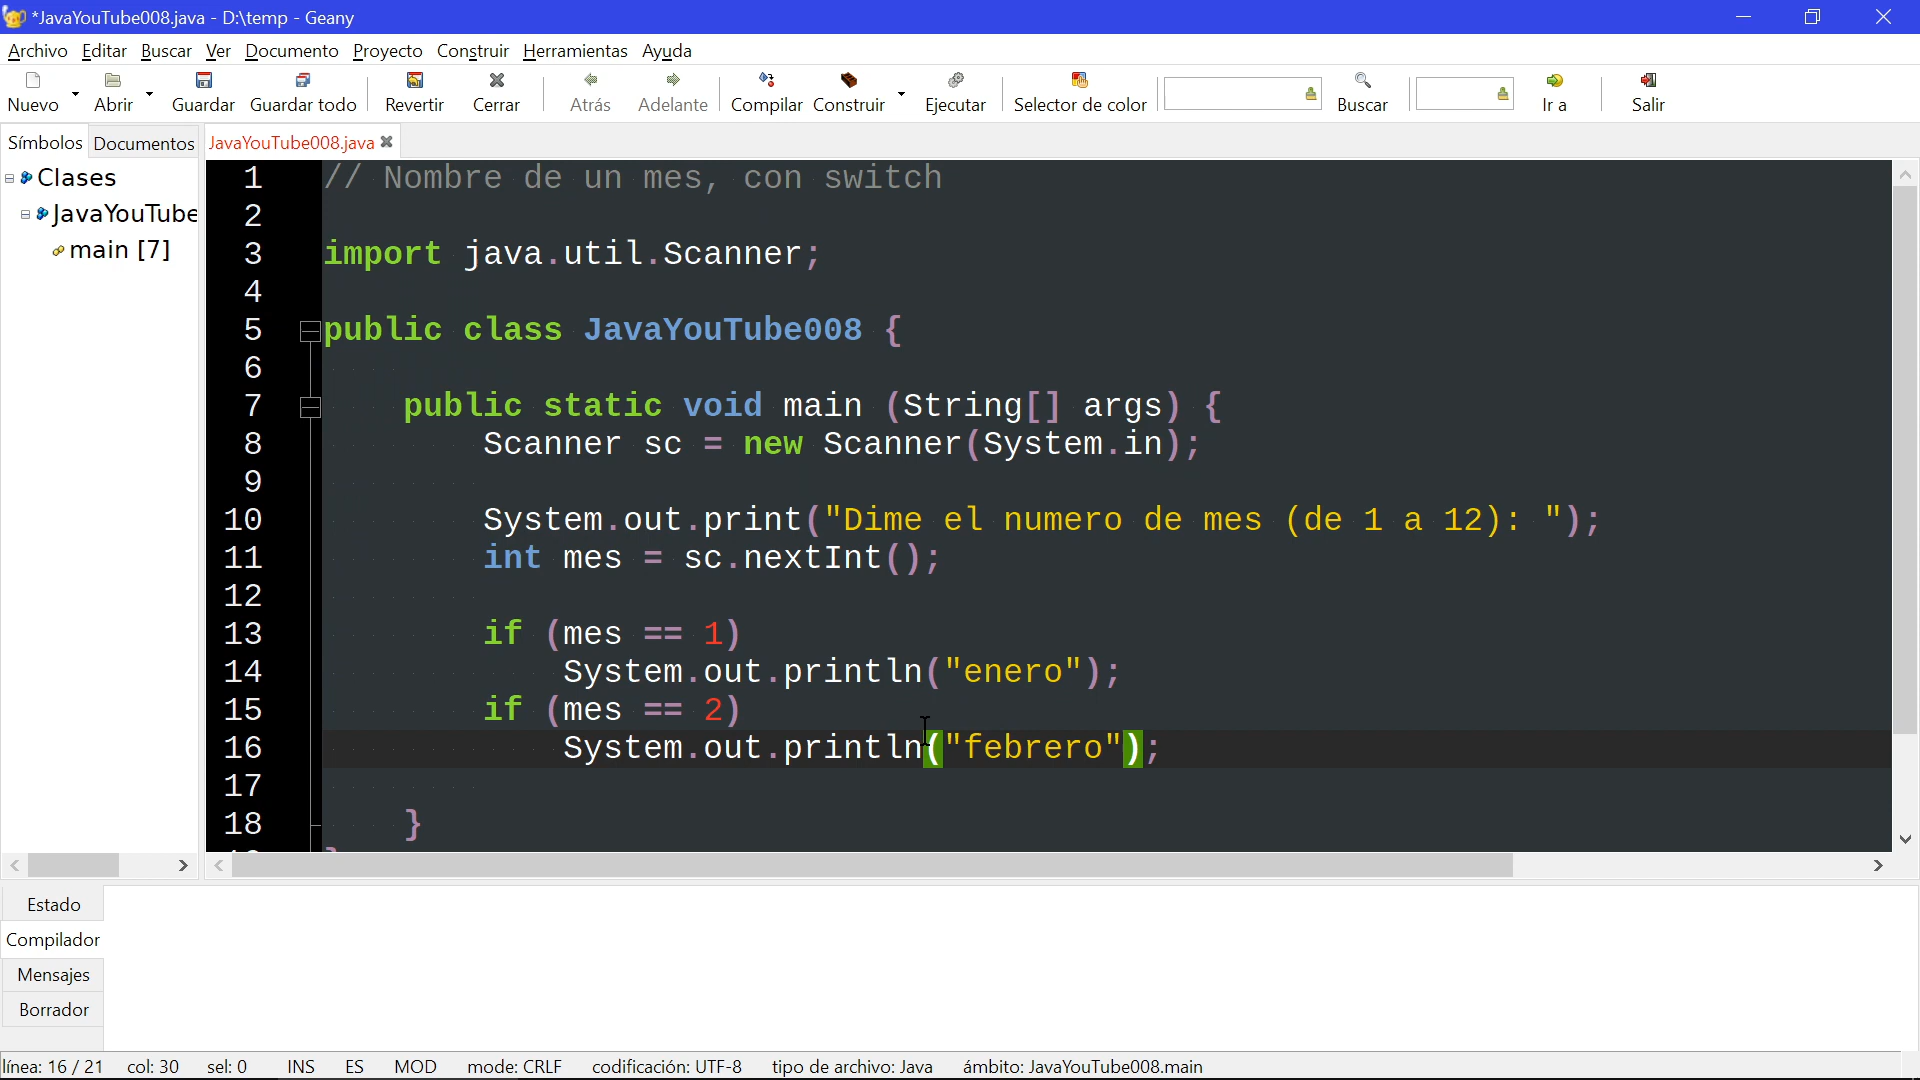 *JavaYouTube008.java - D:\temp - Geany
Archivo Editar Buscar Ver Documento Proyecto Construir Herramientas Ayuda
Nuevo Abrir Guardar Guardar todo Revertir Cerrar Atrás Adelante Compilar Construir Ejecutar Selector de color Buscar Ir a Salir
Símbolos Documentos JavaYouTube008.java
Clases
JavaYouTube
main [7]
1 // Nombre de un mes, con switch
2
3 import java.util.Scanner;
4
5 public class JavaYouTube008 {
6
7 public static void main (String[] args) {
8 Scanner sc = new Scanner(System.in);
9
10 System.out.print("Dime el numero de mes (de 1 a 12): ");
11 int mes = sc.nextInt();
12
13 if (mes == 1)
14 System.out.println("enero");
15 if (mes == 2)
16 System.out.println("febrero");
17
18 }
Estado
Compilador
Mensajes
Borrador
línea: 16 / 21 col: 30 sel: 0 INS ES MOD mode: CRLF codificación: UTF-8 tipo de archivo: Java ámbito: JavaYouTube008.main